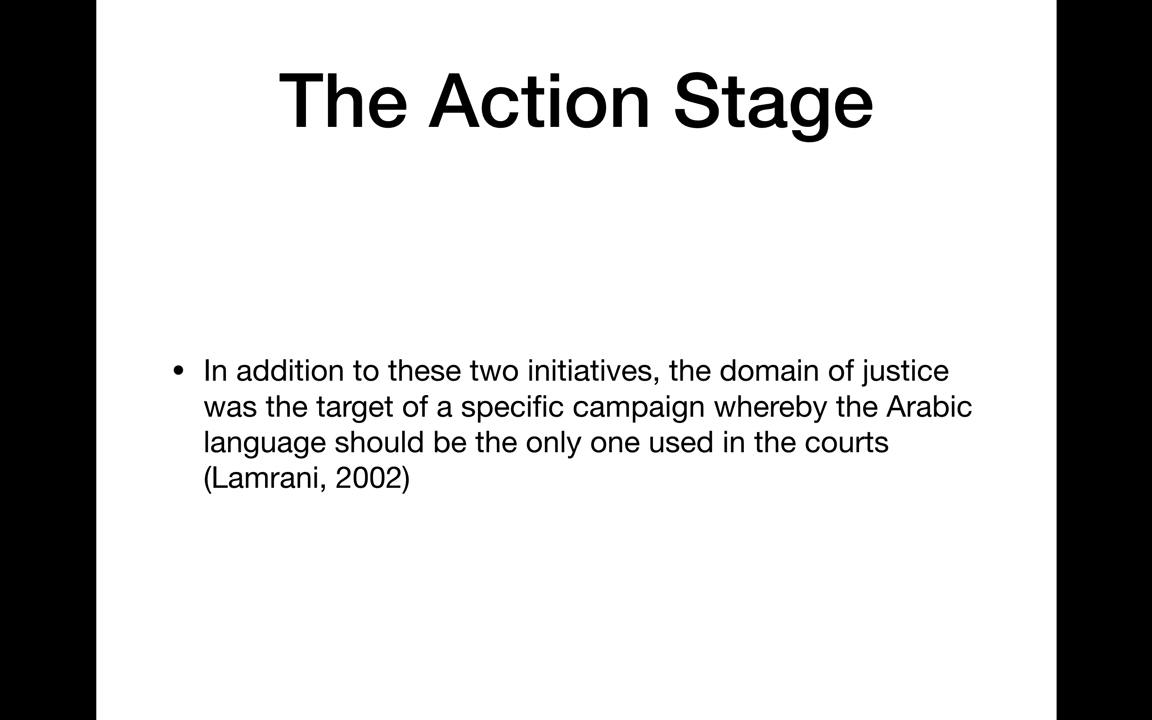 The Action Stage
• In addition to these two initiatives, the domain of justice
was the target of a specific campaign whereby the Arabic
language should be the only one used in the courts
(Lamrani, 2002)